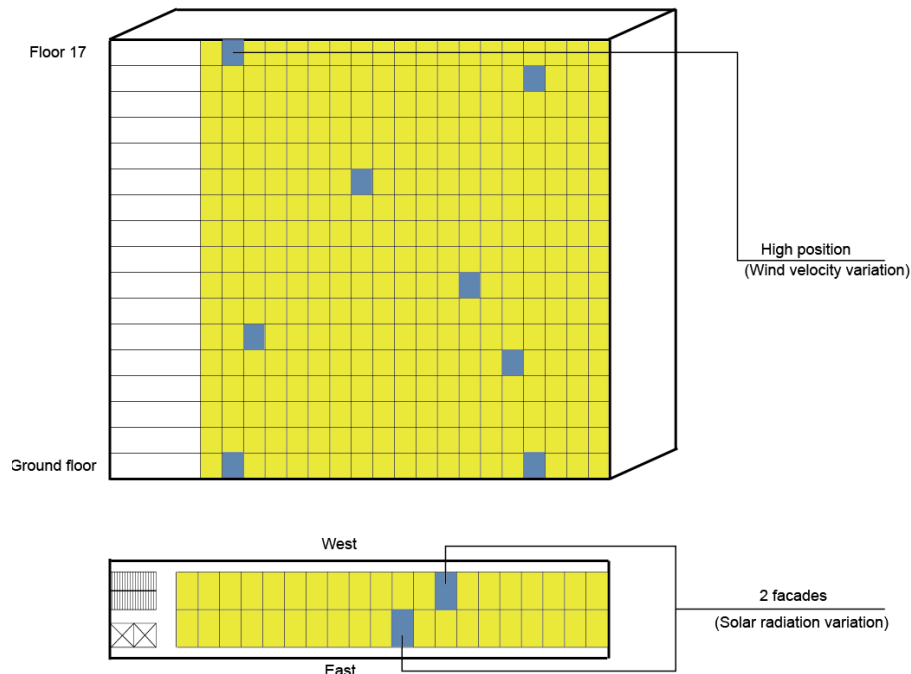 Floor 17
High position
(Wind velocity variation)
Ground floor
West
2 facades
(Solar radiation variation)
East